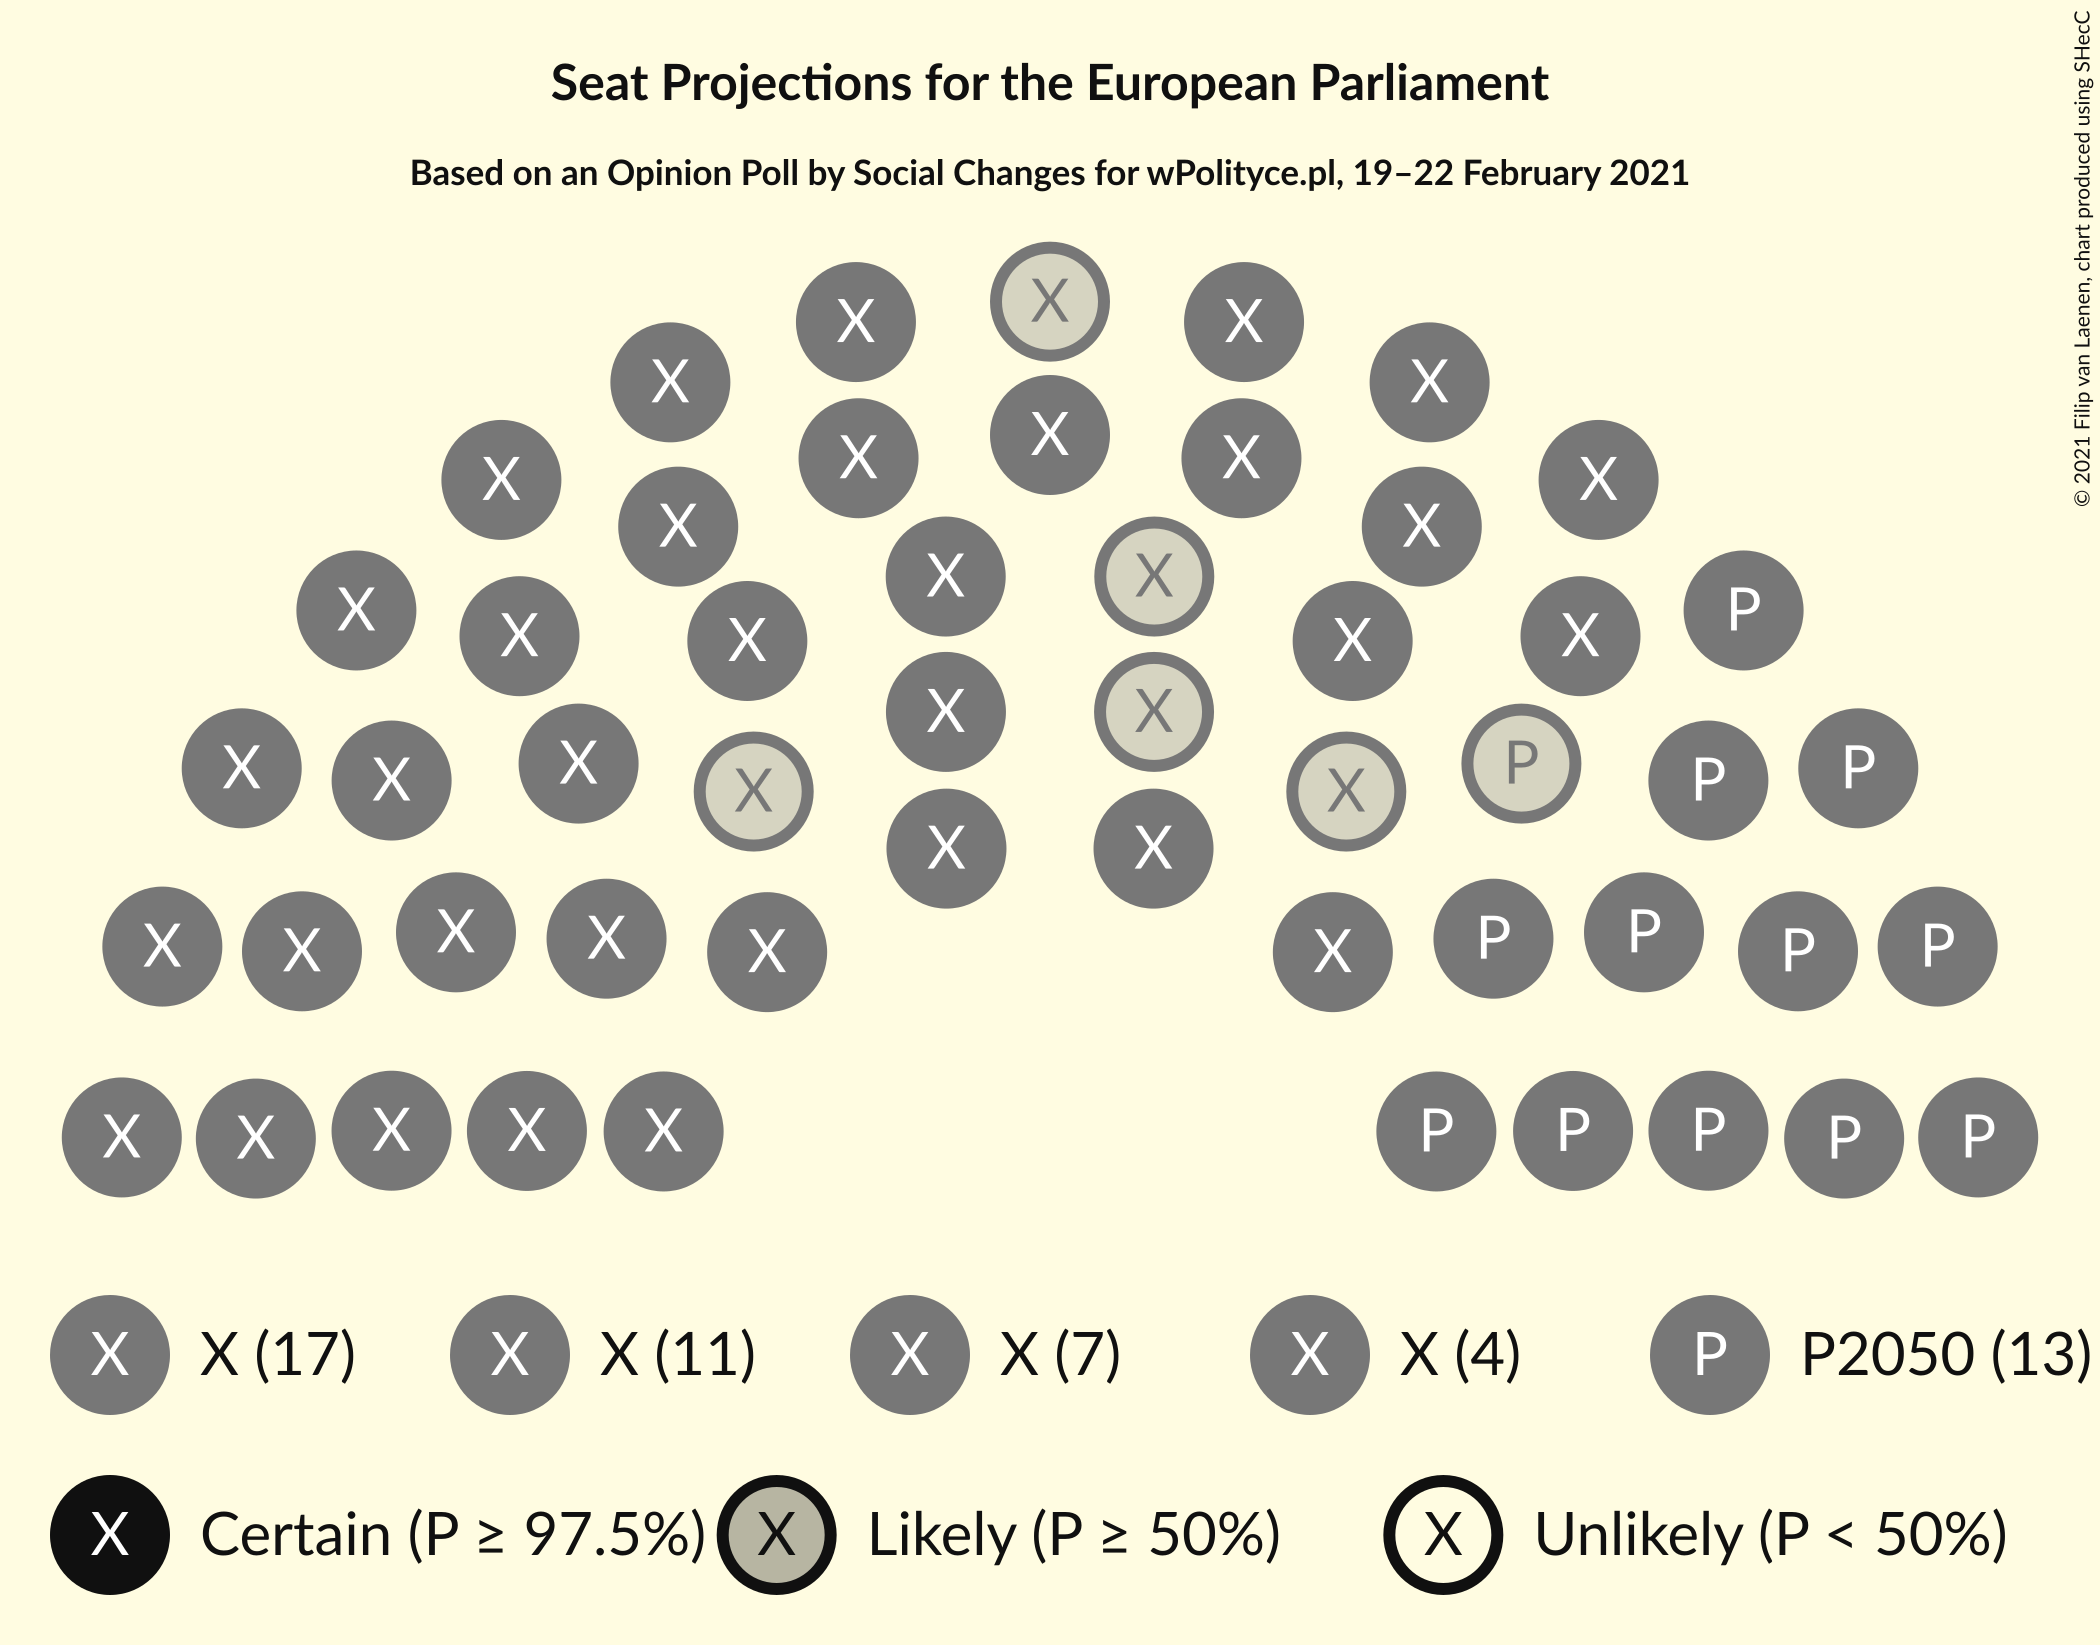 Seat Projections for the European Parliament
Based on an Opinion Poll by Social Changes for wPolityce.pl, 19–22 February 2021
© 2021 Filip van Laenen, chart produced using SHecC
X
X X
X X
X
X X
X X
X X
X X
X X X X P
X X
X X
X X P
X X X X P P P
X X
X X X X X X P P P P
X X X X X P P P P P
X X (17) X X (11) X X (7) X X (4) P P2050 (13)
X Certain (P ≥ 97.5%) X Likely (P ≥ 50%) X Unlikely (P < 50%)